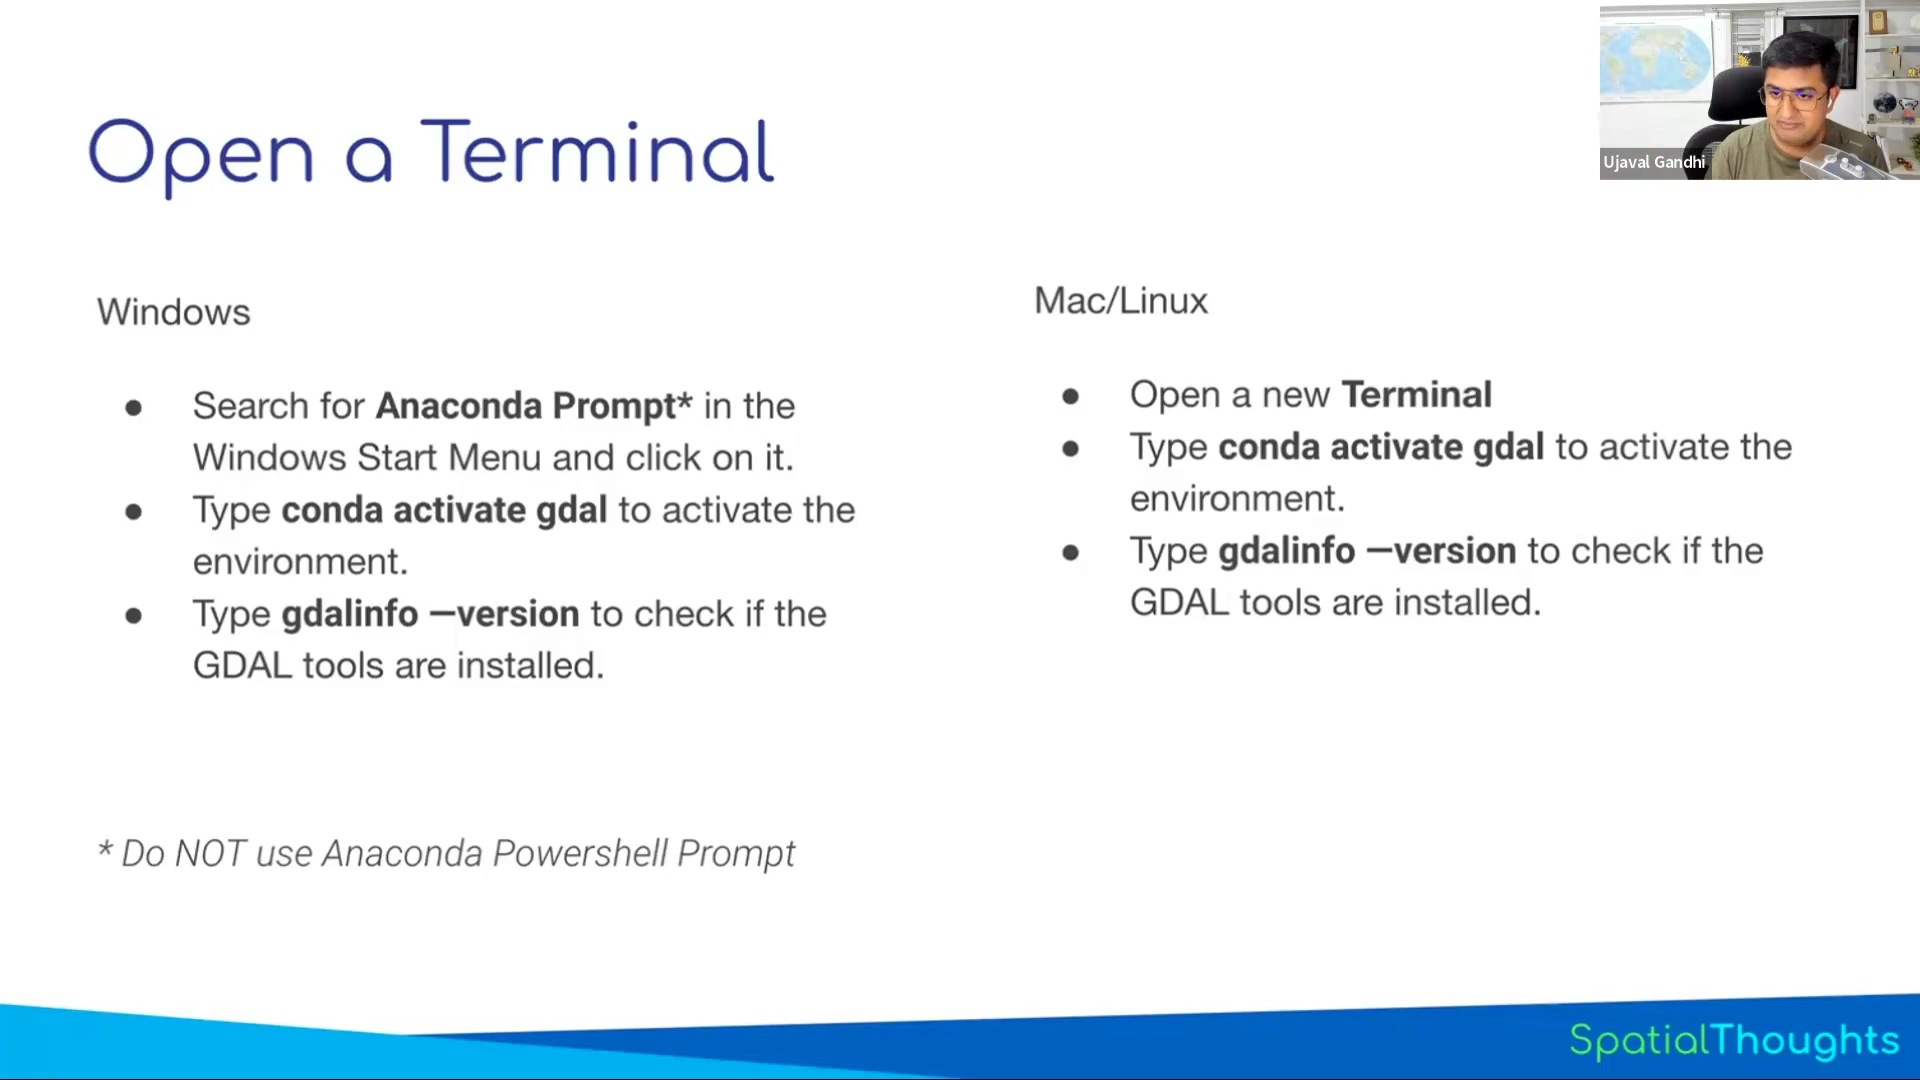 Open a Terminal
Ujaval Gandhi
Windows
● Search for Anaconda Prompt* in the
Windows Start Menu and click on it.
● Type conda activate gdal to activate the
environment.
● Type gdalinfo —version to check if the
GDAL tools are installed.
* Do NOT use Anaconda Powershell Prompt
Mac/Linux
● Open a new Terminal
● Type conda activate gdal to activate the
environment.
● Type gdalinfo —version to check if the
GDAL tools are installed.
SpatialThoughts